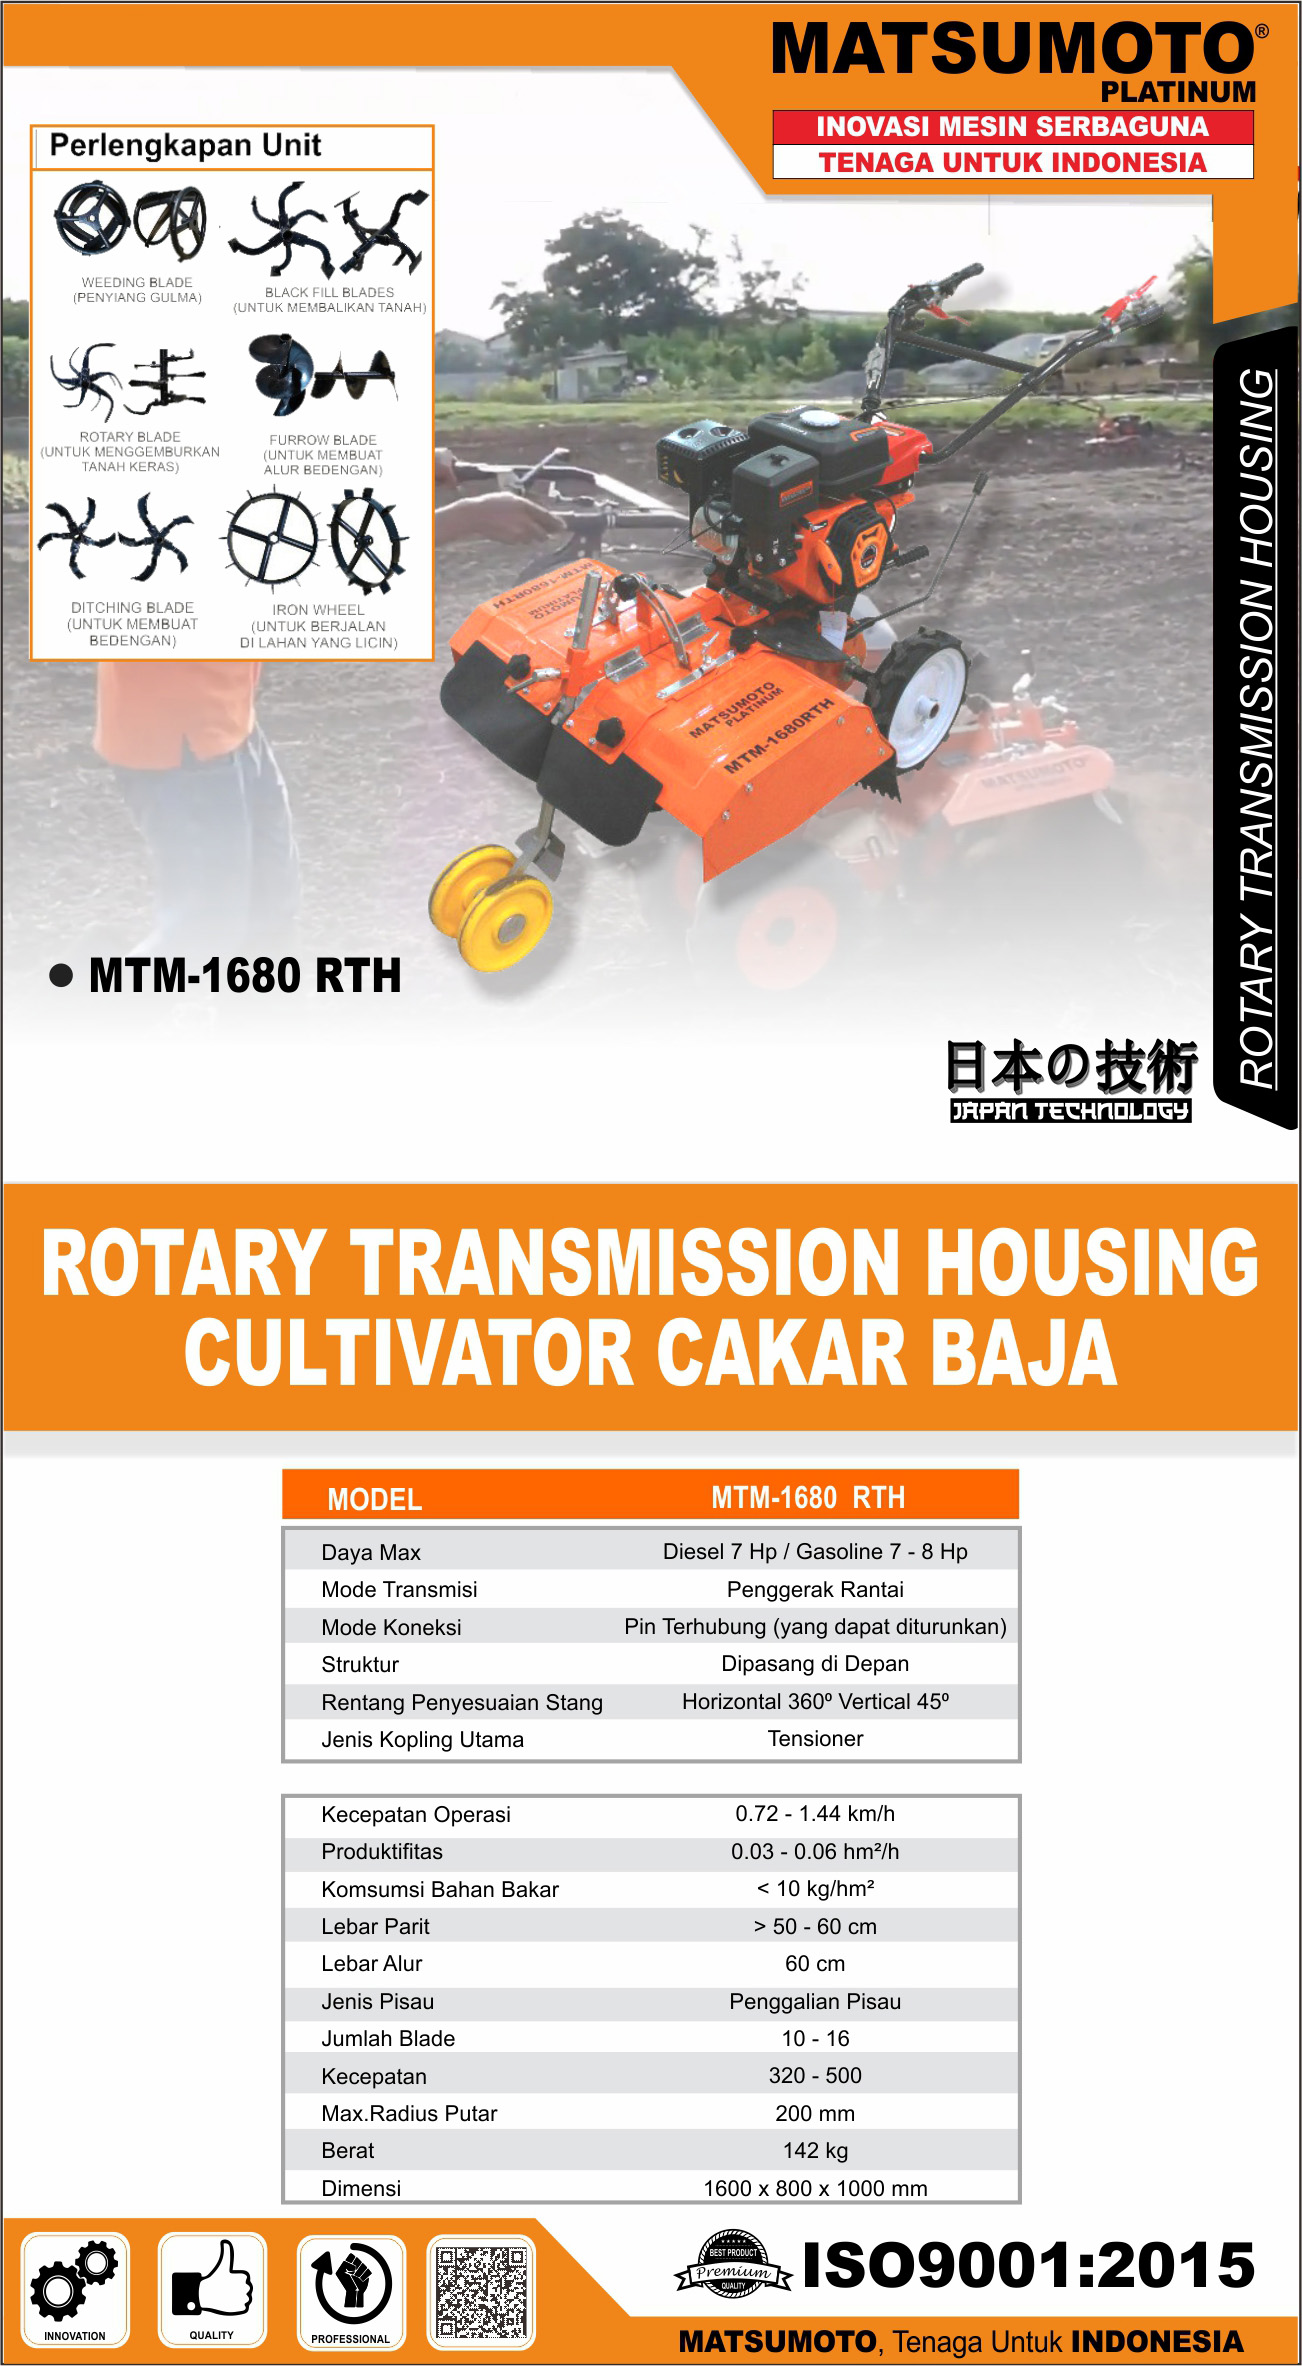 MATSUMOTO®
PLATINUM
INOVASI MESIN SERBAGUNA
TENAGA UNTUK INDONESIA
Perlengkapan Unit
WEEDING BLADE
(PENYIANG GULMA)
BLACK FILL BLADES
(UNTUK MEMBALIKAN TANAH)
ROTARY BLADE
(UNTUK MENGGEMBURKAN
TANAH KERAS)
FURROW BLADE
(UNTUK MEMBUAT
ALUR BEDENGAN)
DITCHING BLADE
(UNTUK MEMBUAT
BEDENGAN)
IRON WHEEL
(UNTUK BERJALAN
DI LAHAN YANG LICIN)
MTM-1680RTH
MATSUMOTO
PLATINUM
MATSUMOTO
PLATINUM
MTM-1680RTH
MATSUMOTO
ROTARY TRANSMISSION HOUSING
● MTM-1680 RTH
日本の技術
JAPAN TECHNOLOGY
ROTARY TRANSMISSION HOUSING
CULTIVATOR CAKAR BAJA
MODEL MTM-1680 RTH
Daya Max Diesel 7 Hp / Gasoline 7 - 8 Hp
Mode Transmisi Penggerak Rantai
Mode Koneksi Pin Terhubung (yang dapat diturunkan)
Struktur Dipasang di Depan
Rentang Penyesuaian Stang Horizontal 360º Vertical 45º
Jenis Kopling Utama Tensioner
Kecepatan Operasi 0.72 - 1.44 km/h
Produktifitas 0.03 - 0.06 hm²/h
Komsumsi Bahan Bakar < 10 kg/hm²
Lebar Parit > 50 - 60 cm
Lebar Alur 60 cm
Jenis Pisau Penggalian Pisau
Jumlah Blade 10 - 16
Kecepatan 320 - 500
Max.Radius Putar 200 mm
Berat 142 kg
Dimensi 1600 x 800 x 1000 mm
INNOVATION
QUALITY
PROFESSIONAL
BEST PRODUCT
Premium
QUALITY
ISO9001:2015
MATSUMOTO, Tenaga Untuk INDONESIA